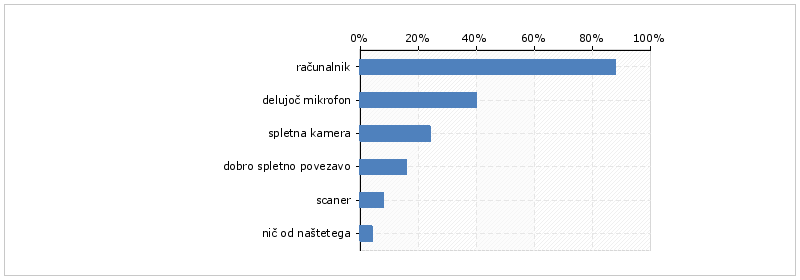 0% 20% 40% 60% 80% 100%
računalnik
delujoč mikrofon
spletna kamera
dobro spletno povezavo
scaner
nič od naštetega